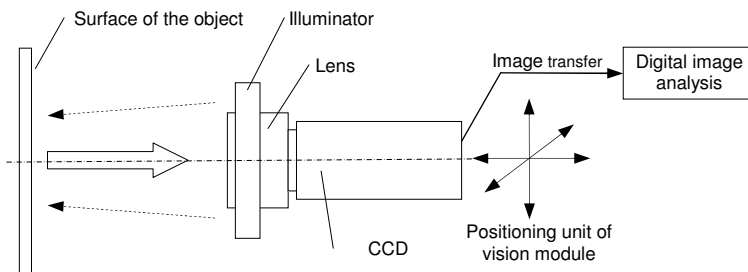 Surface of the object
Illuminator
Lens
Image transfer
Digital image
analysis
CCD
Positioning unit of
vision module